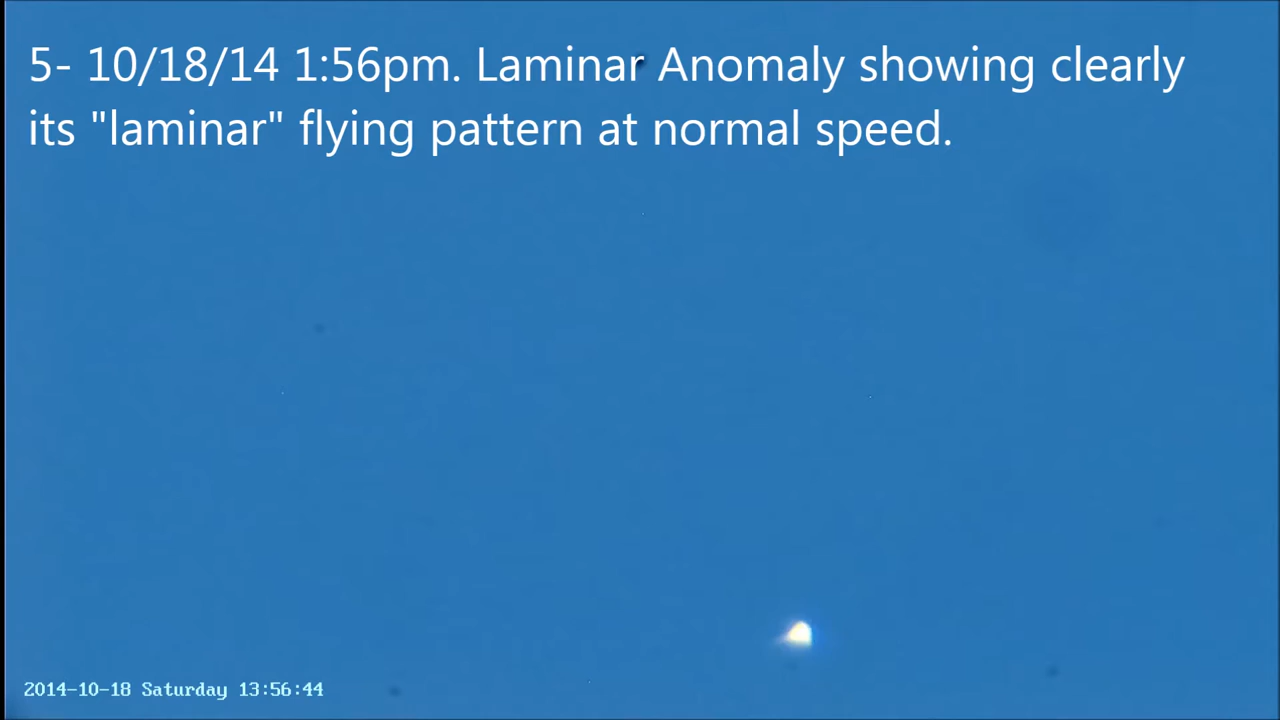 5- 10/18/14 1:56pm. Laminar Anomaly showing clearly
its "laminar" flying pattern at normal speed.
2014-10-18 Saturday 13:56:44